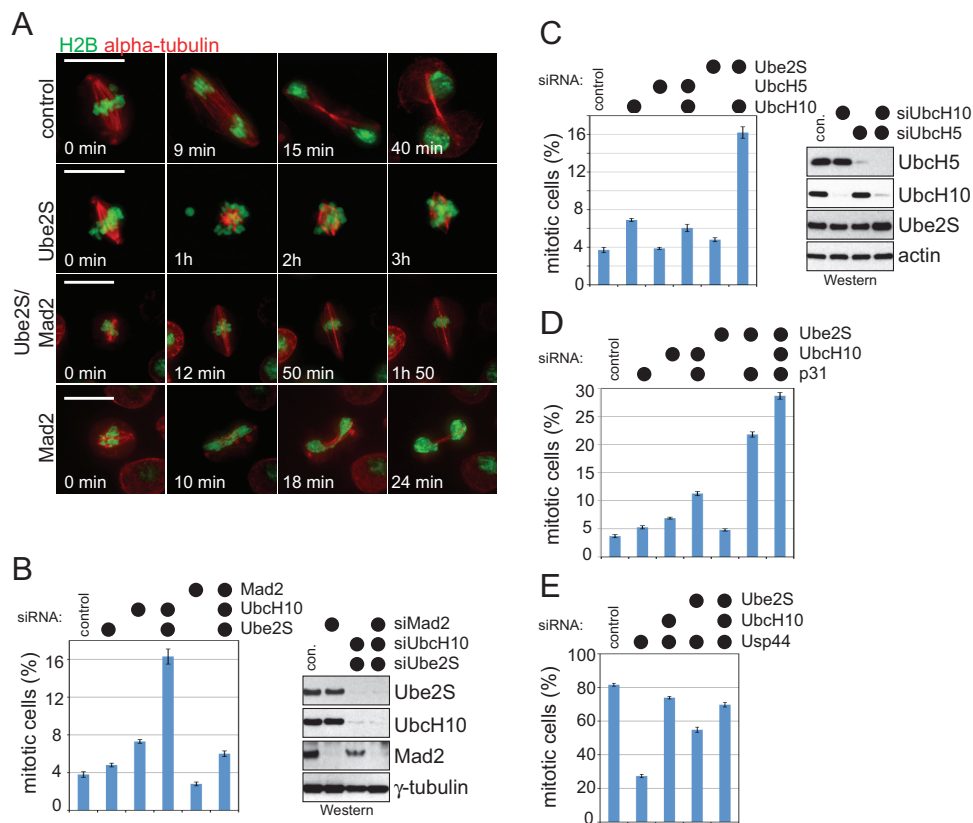 A
H2B alpha-tubulin
control
0 min
9 min
15 min
40 min
Ube2S
0 min
1h
2h
3h
Ube2S/
Mad2
0 min
12 min
50 min
1h 50
Mad2
0 min
10 min
18 min
24 min
B
siRNA:
control
Mad2
UbcH10
Ube2S
mitotic cells (%)
16
12
8
4
0
con.
siMad2
siUbcH10
siUbe2S
Ube2S
UbcH10
Mad2
γ-tubulin
Western
C
siRNA:
control
Ube2S
UbcH5
UbcH10
mitotic cells (%)
16
12
8
4
0
con.
siUbcH10
siUbcH5
UbcH5
UbcH10
Ube2S
actin
Western
D
siRNA:
control
Ube2S
UbcH10
p31
mitotic cells (%)
30
25
20
15
10
5
0
E
siRNA:
control
Ube2S
UbcH10
Usp44
mitotic cells (%)
100
80
60
40
20
0